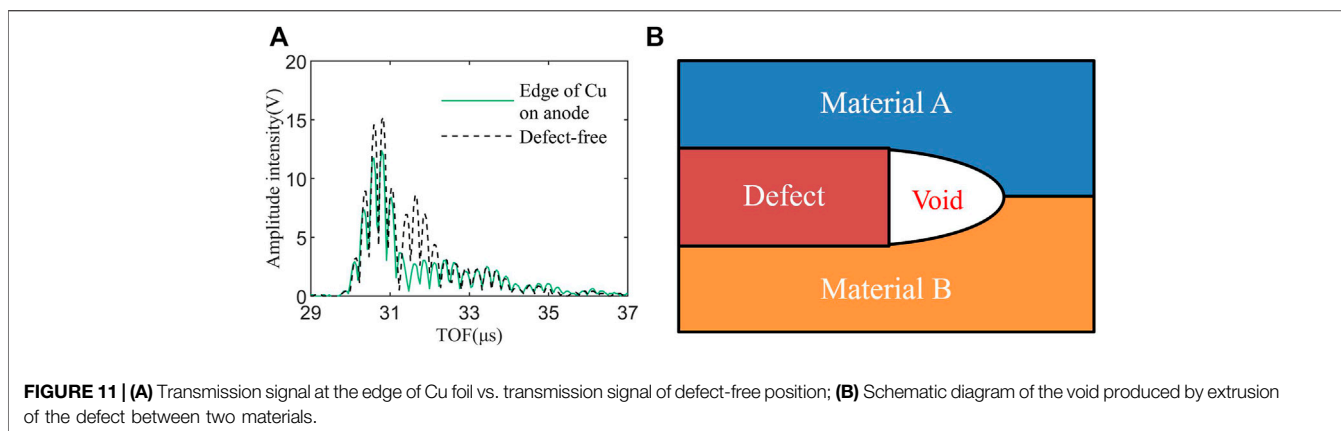 A
B
20
15
10
5
0
Amplitude intensity(V)
Edge of Cu
on anode
Defect-free
29
31
33
35
37
TOF(μs)
Material A
Defect
Void
Material B
FIGURE 11 | (A) Transmission signal at the edge of Cu foil vs. transmission signal of defect-free position; (B) Schematic diagram of the void produced by extrusion
of the defect between two materials.